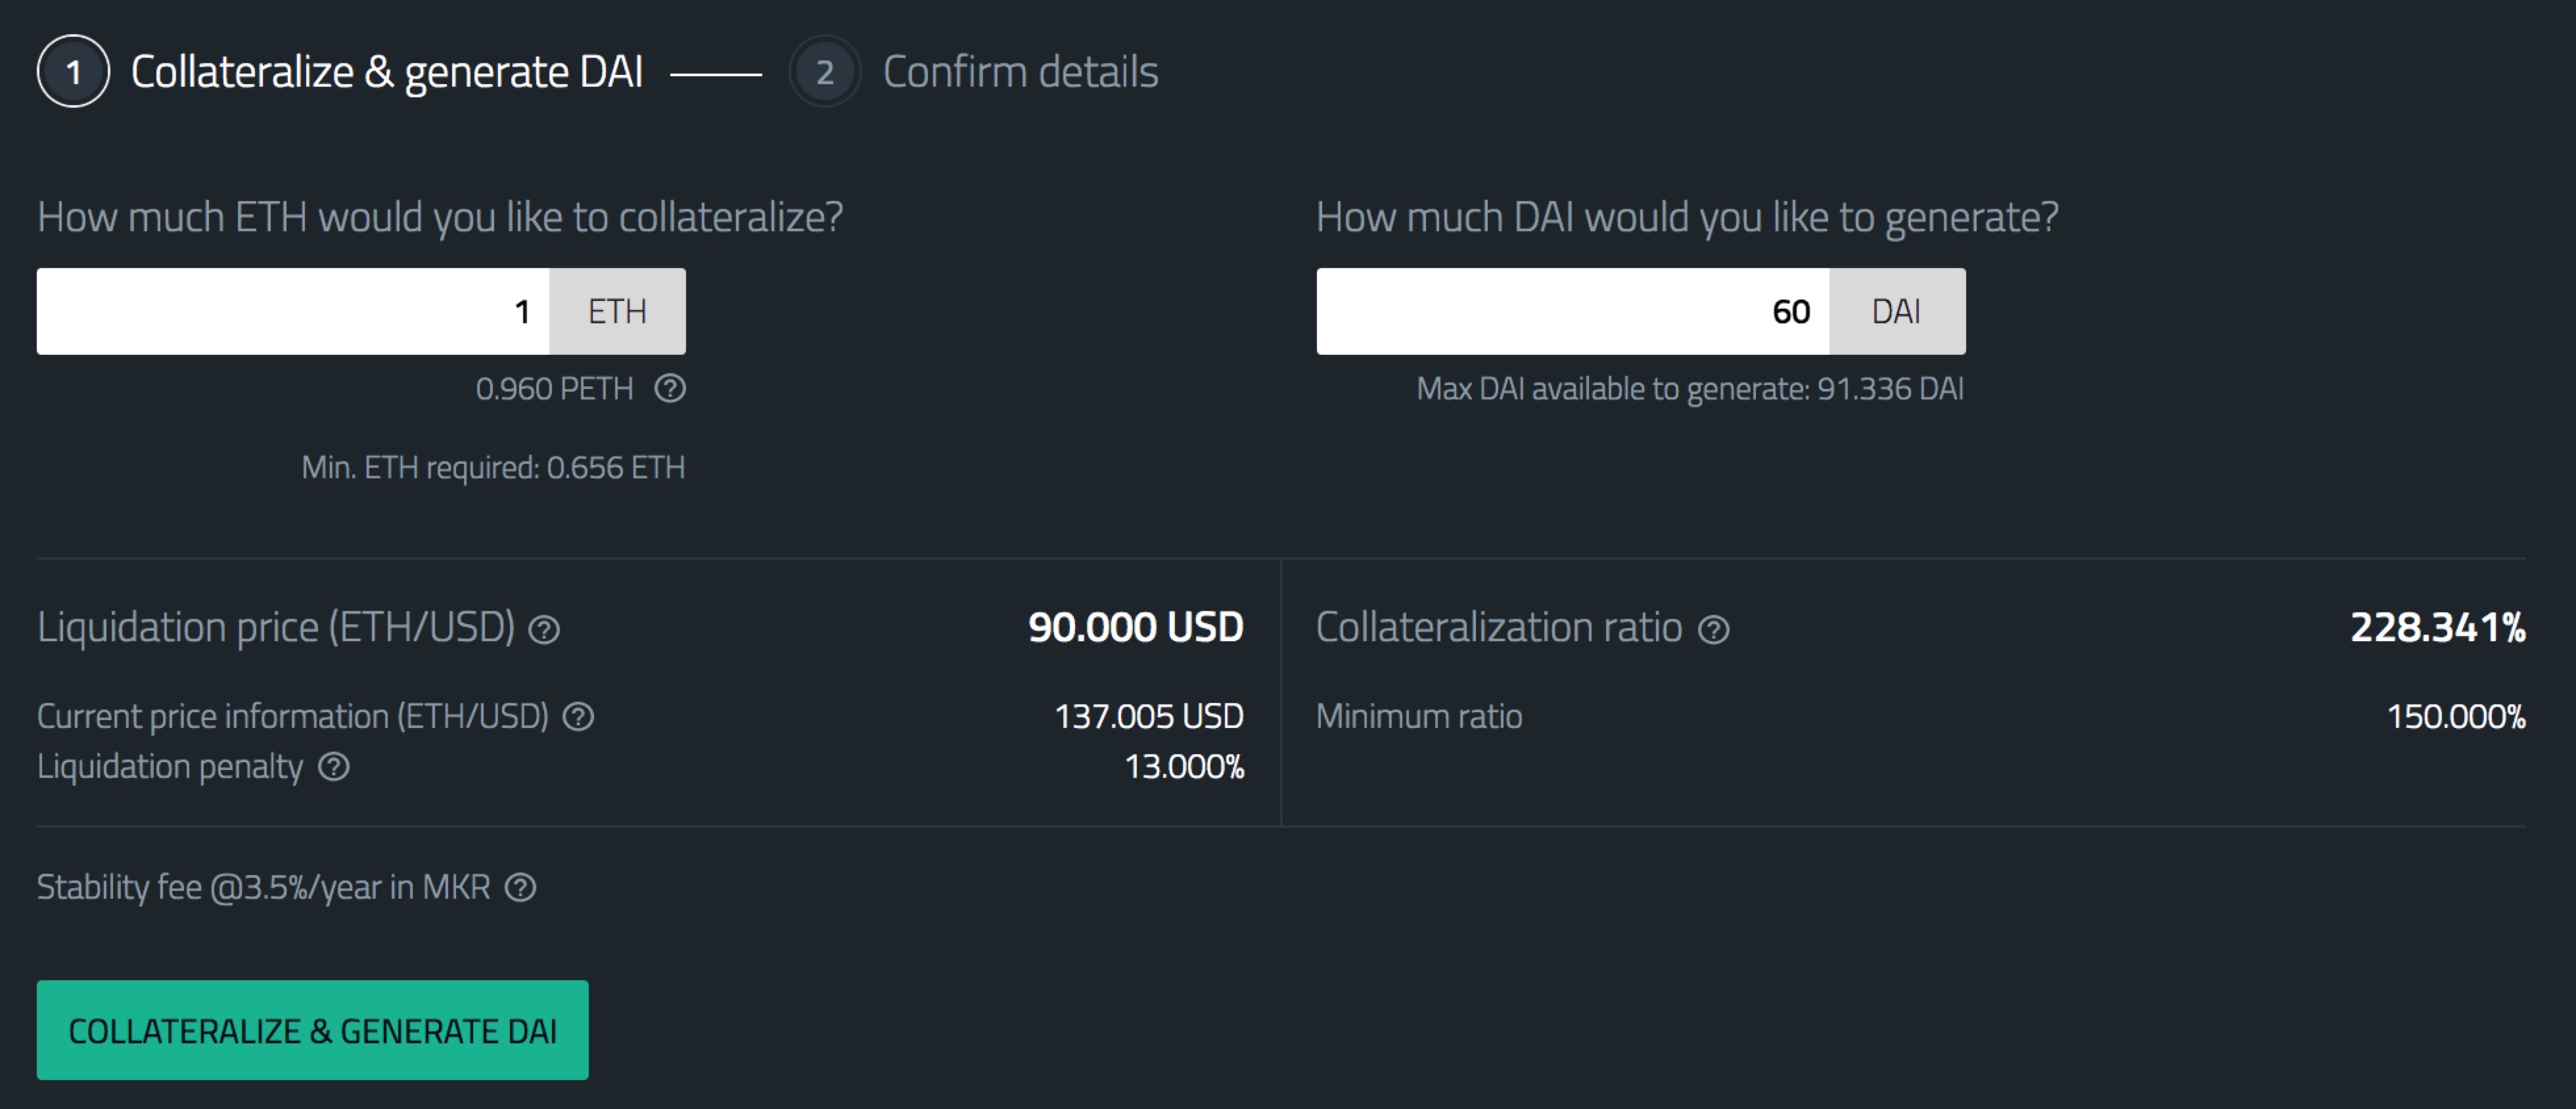 1 Collateralize & generate DAI 2 Confirm details
How much ETH would you like to collateralize?
1 ETH
0.960 PETH ?
Min. ETH required: 0.656 ETH
How much DAI would you like to generate?
60 DAI
Max DAI available to generate: 91.336 DAI
Liquidation price (ETH/USD) ? 90.000 USD
Current price information (ETH/USD) ? 137.005 USD
Liquidation penalty ? 13.000%
Collateralization ratio ? 228.341%
Minimum ratio 150.000%
Stability fee @3.5%/year in MKR ?
COLLATERALIZE & GENERATE DAI